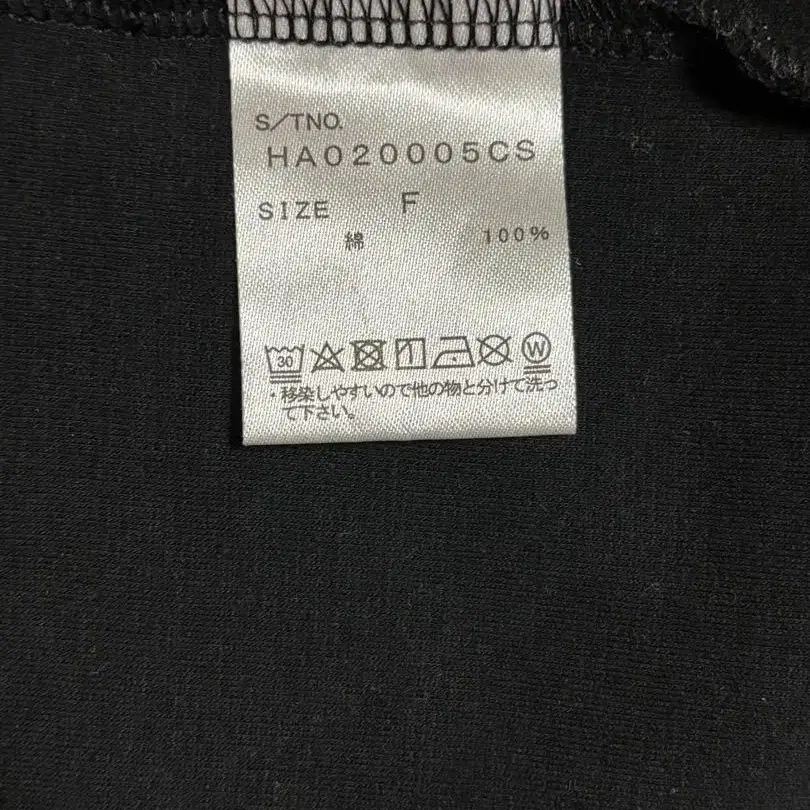 S/TNO.
HA020005CS
SIZE F
綿 100%
30 W
・移染しやすいので他の物と分けて洗っ
て下さい。